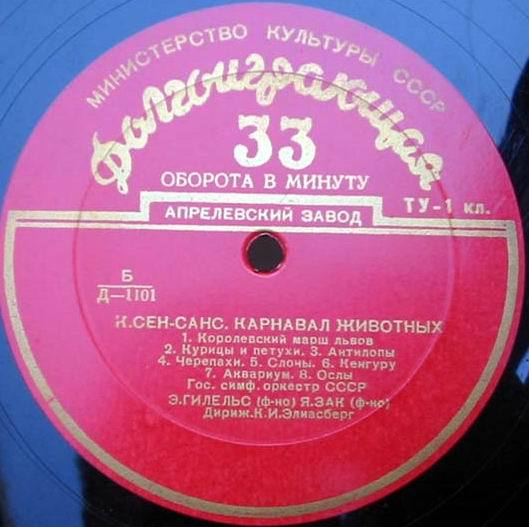 МИНИСТЕРСТВО КУЛЬТУРЫ СССР
Долгоиграющая
33
ОБОРОТА В МИНУТУ
АПРЕЛЕВСКИЙ ЗАВОД
ТУ-1 кл.
Б
Д—1101
К.СЕН-САНС. КАРНАВАЛ ЖИВОТНЫХ
1. Королевский марш львов
2. Курицы и петухи. 3. Антилопы
4. Черепахи. 5. Слоны. 6. Кенгуру
7. Аквариум. 8. Ослы
Гос. симф. оркестр СССР
Э.ГИЛЕЛЬС (ф-но) Я.ЗАК (ф-но)
Дириж.К.И.Элиасберг